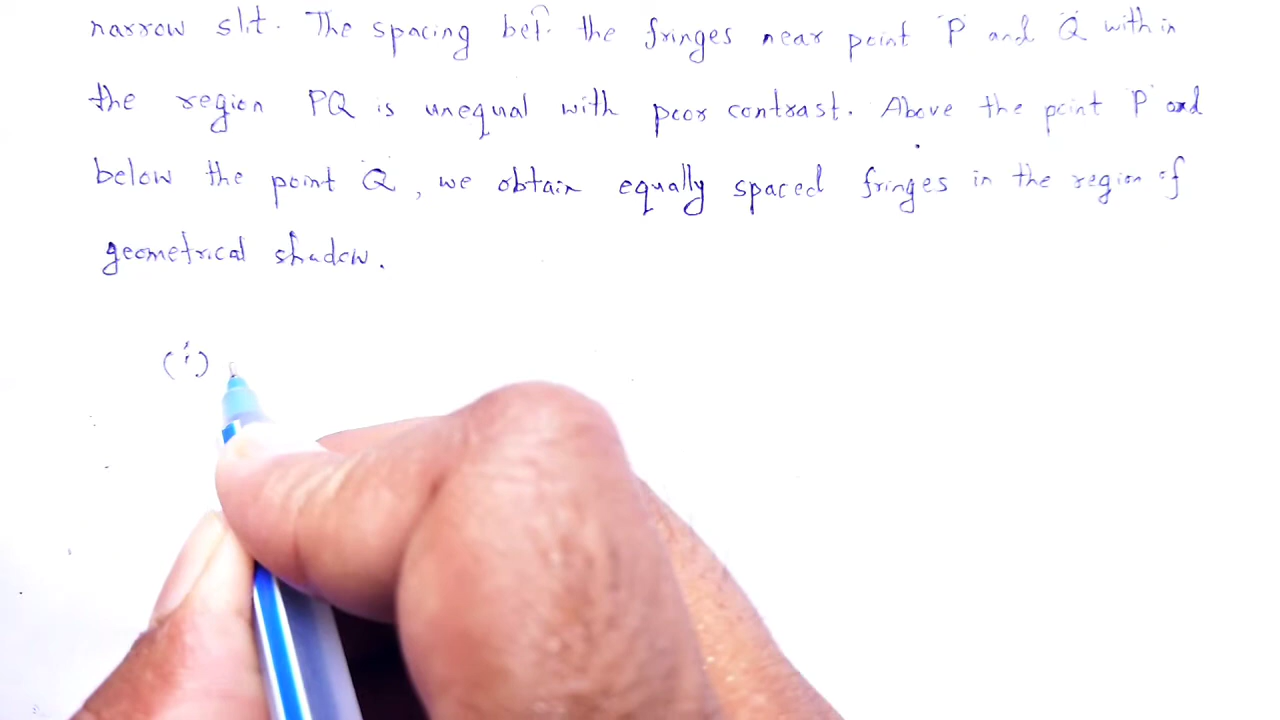 narrow slit. The spacing betn the fringes near point P and Q within
the region PQ is unequal with poor contrast. Above the point P and
below the point Q, we obtain equally spaced fringes in the region of
geometrical shadow.
(i)